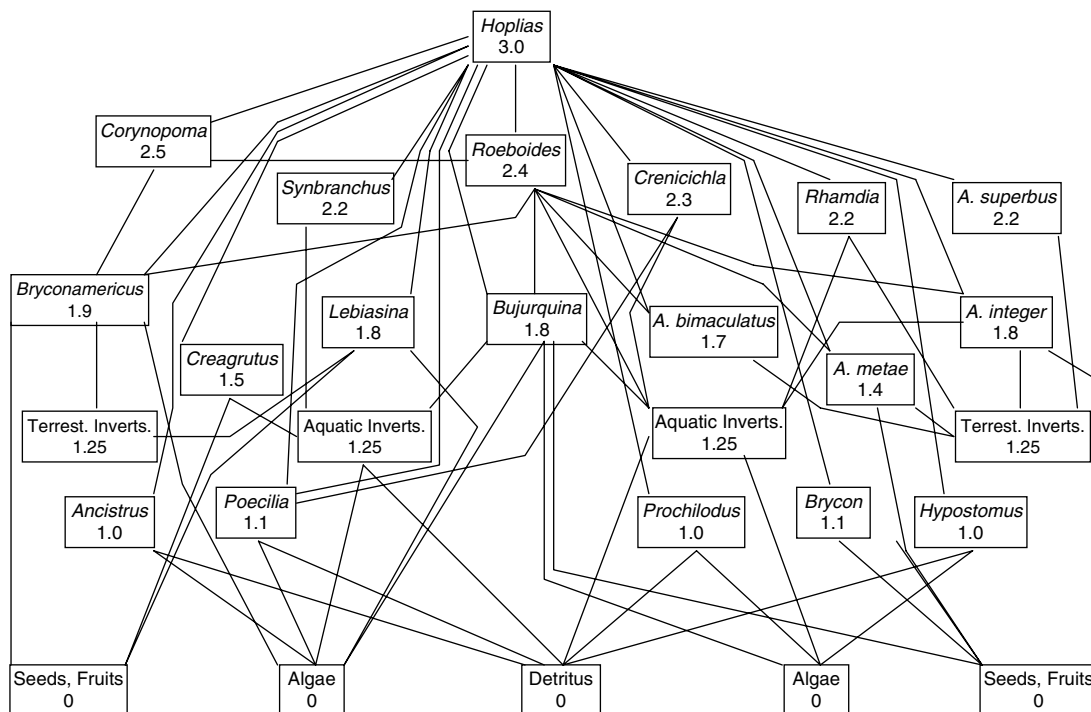 Hoplias
3.0
Corynopoma
2.5
Roeboides
2.4
Synbranchus
2.2
Crenicichla
2.3
Rhamdia
2.2
A. superbus
2.2
Bryconamericus
1.9
Lebiasina
1.8
Bujurquina
1.8
A. bimaculatus
1.7
A. integer
1.8
Creagrutus
1.5
A. metae
1.4
Terrest. Inverts.
1.25
Aquatic Inverts.
1.25
Aquatic Inverts.
1.25
Terrest. Inverts.
1.25
Ancistrus
1.0
Poecilia
1.1
Prochilodus
1.0
Brycon
1.1
Hypostomus
1.0
Seeds, Fruits
0
Algae
0
Detritus
0
Algae
0
Seeds, Fruits
0